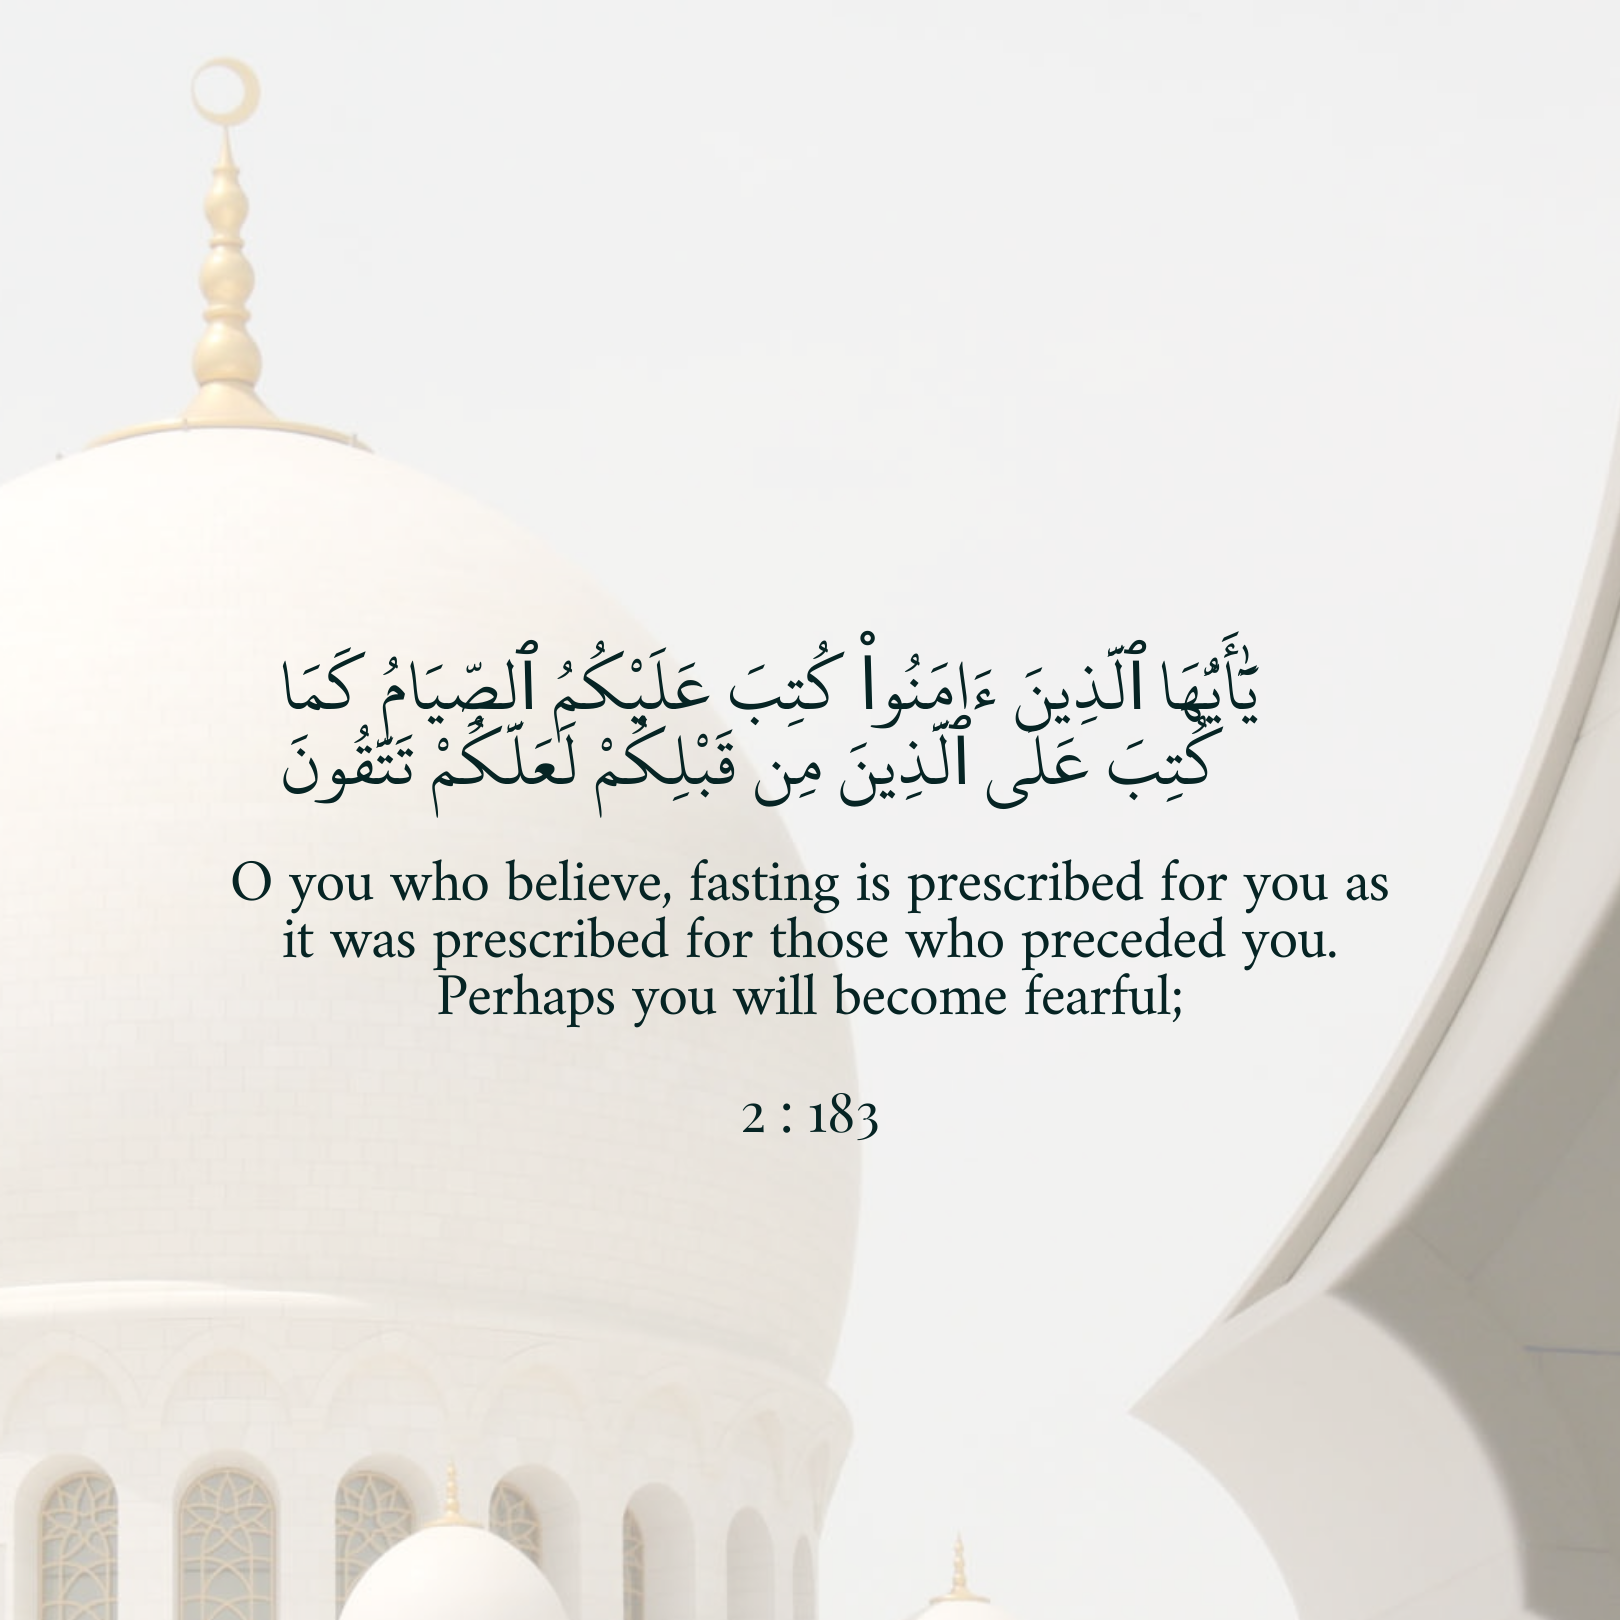 يَٰٓأَيُّهَا ٱلَّذِينَ ءَامَنُوا۟ كُتِبَ عَلَيْكُمُ ٱلصِّيَامُ كَمَا
كُتِبَ عَلَى ٱلَّذِينَ مِن قَبْلِكُمْ لَعَلَّكُمْ تَتَّقُونَ
O you who believe, fasting is prescribed for you as
it was prescribed for those who preceded you.
Perhaps you will become fearful;
2 : 183